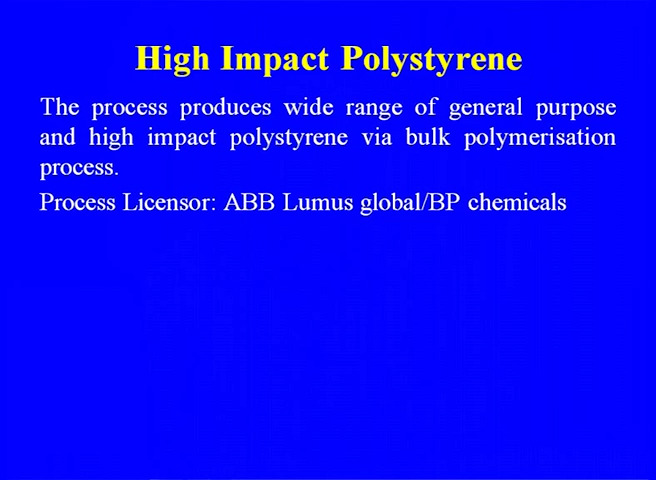 High Impact Polystyrene
The process produces wide range of general purpose
and high impact polystyrene via bulk polymerisation
process.
Process Licensor: ABB Lumus global/BP chemicals